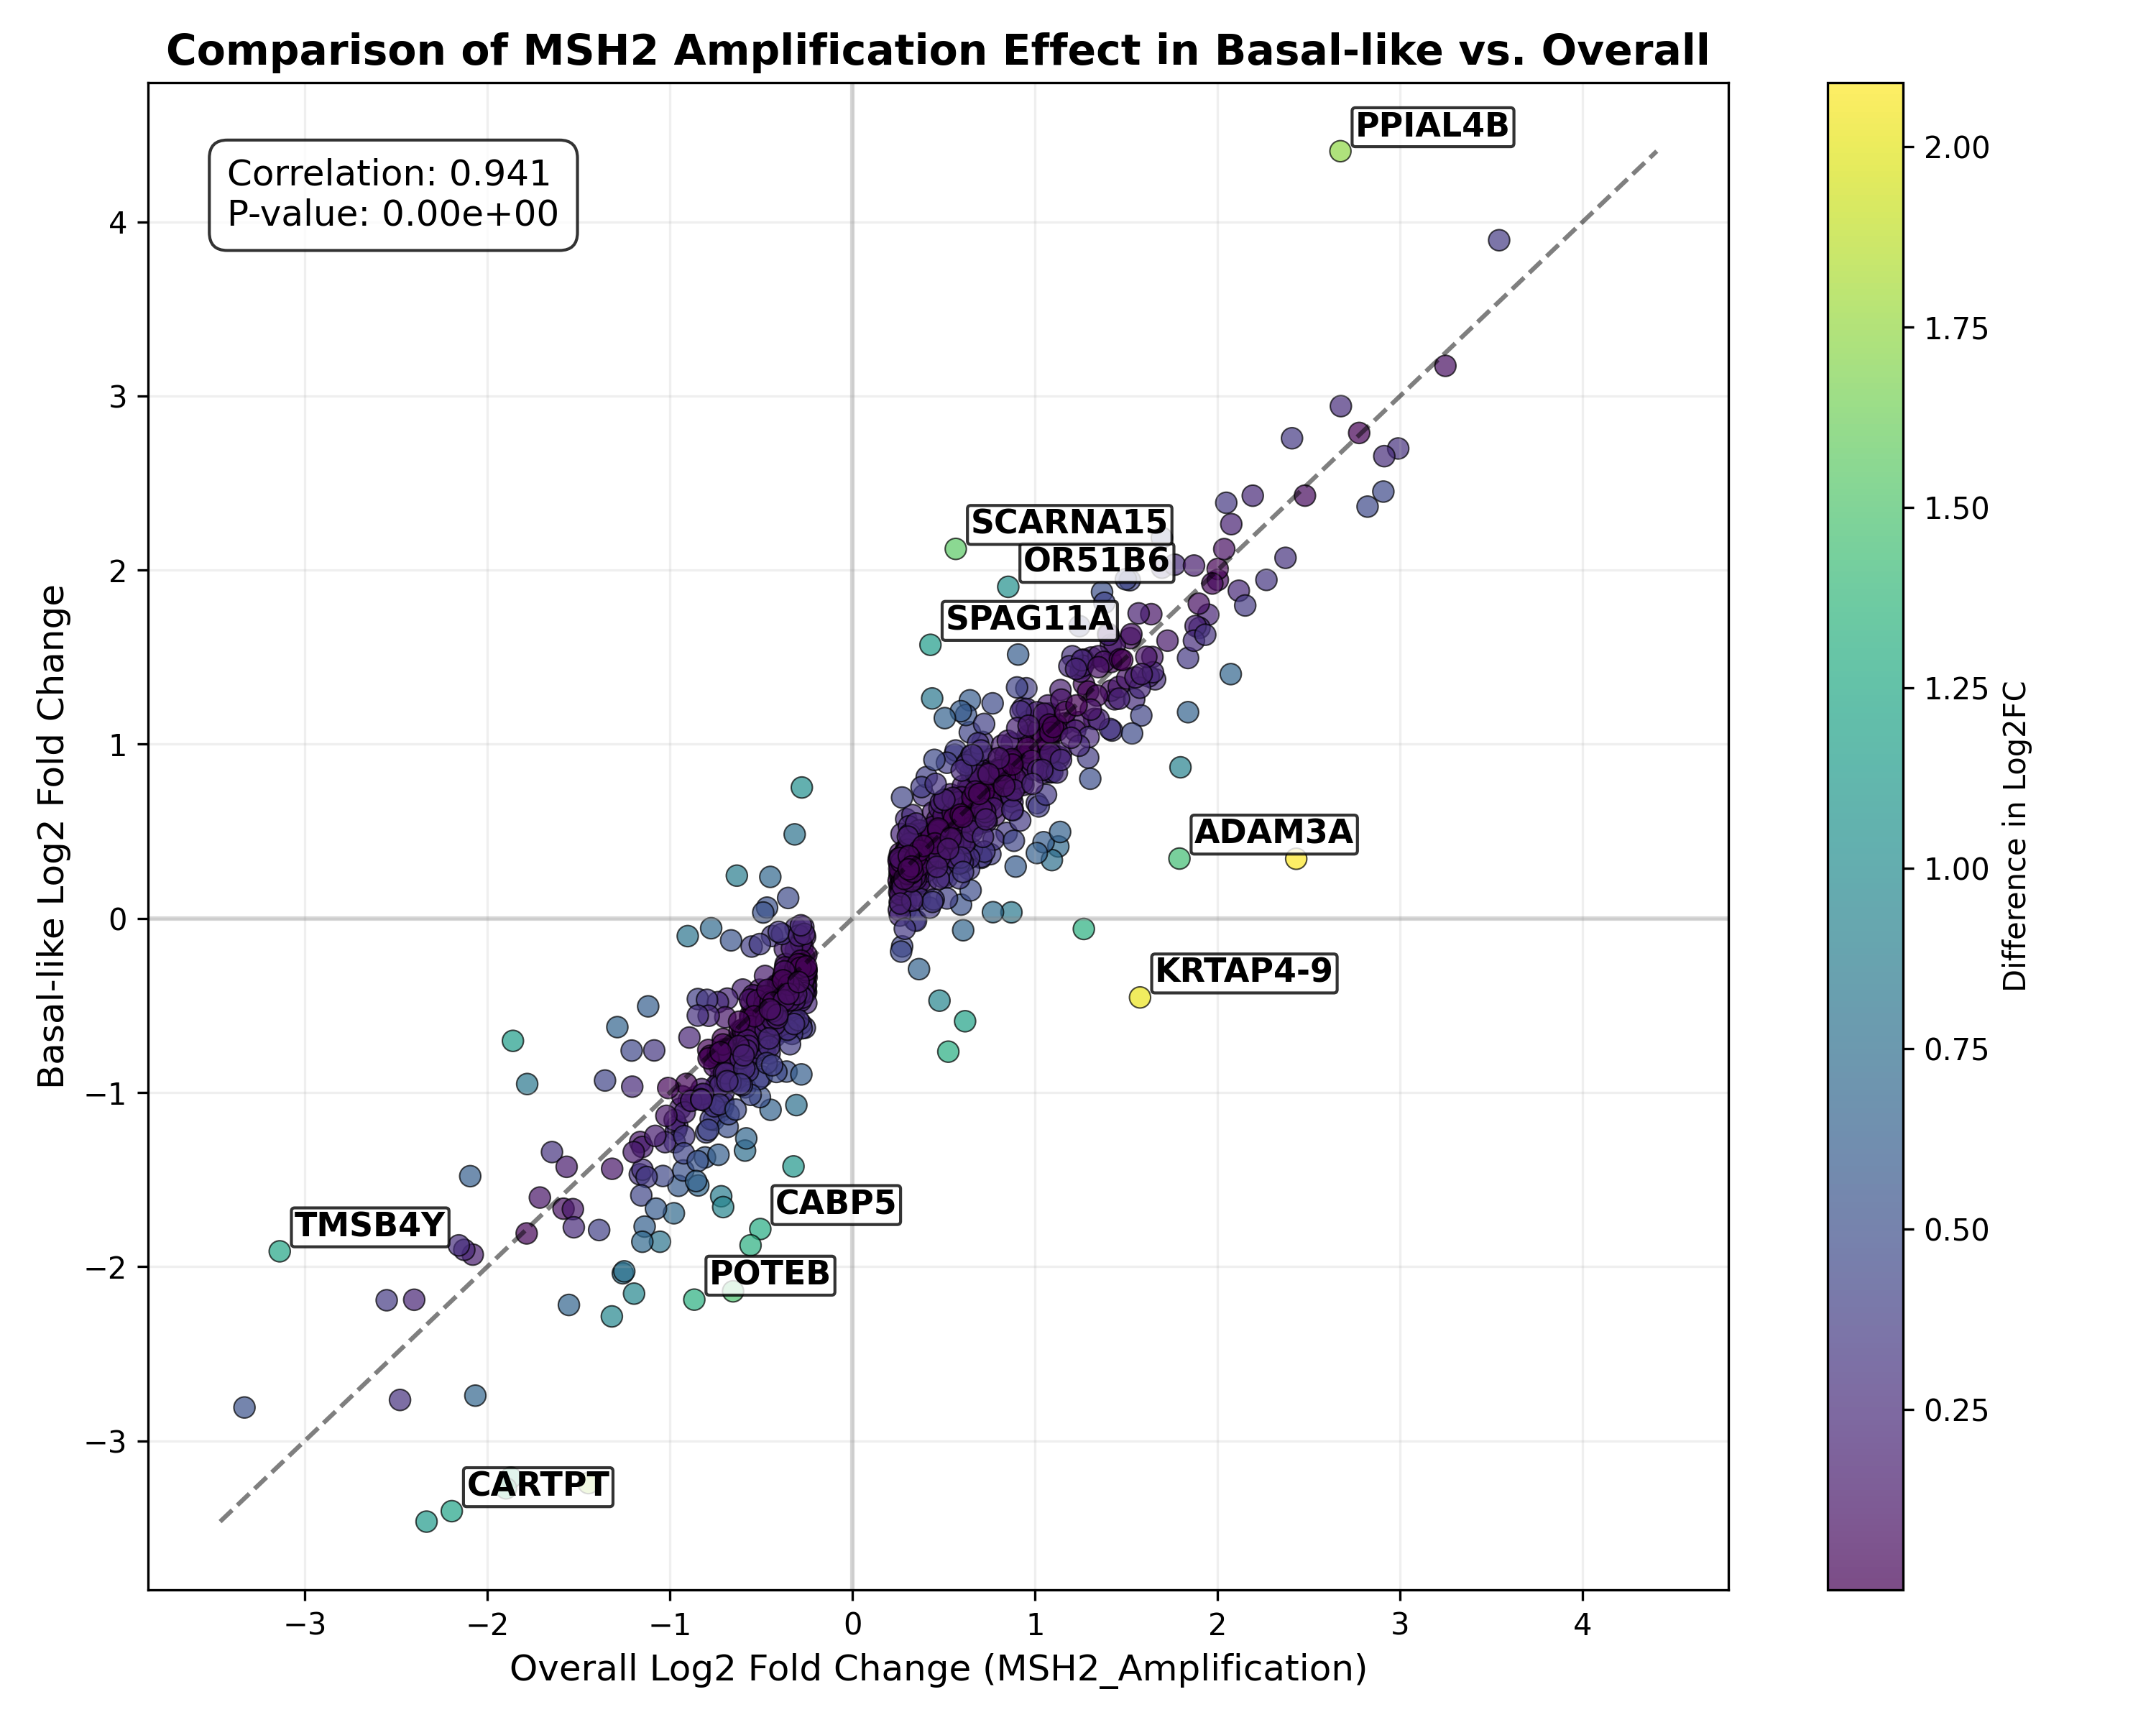 Comparison of MSH2 Amplification Effect in Basal-like vs. Overall
Correlation: 0.941
P-value: 0.00e+00
PPIAL4B
SCARNA15
OR51B6
SPAG11A
ADAM3A
KRTAP4-9
CABP5
TMSB4Y
POTEB
CARTPT
Basal-like Log2 Fold Change
4
3
2
1
0
−1
−2
−3
−3
−2
−1
0
1
2
3
4
Overall Log2 Fold Change (MSH2_Amplification)
2.00
1.75
1.50
1.25
1.00
0.75
0.50
0.25
Difference in Log2FC